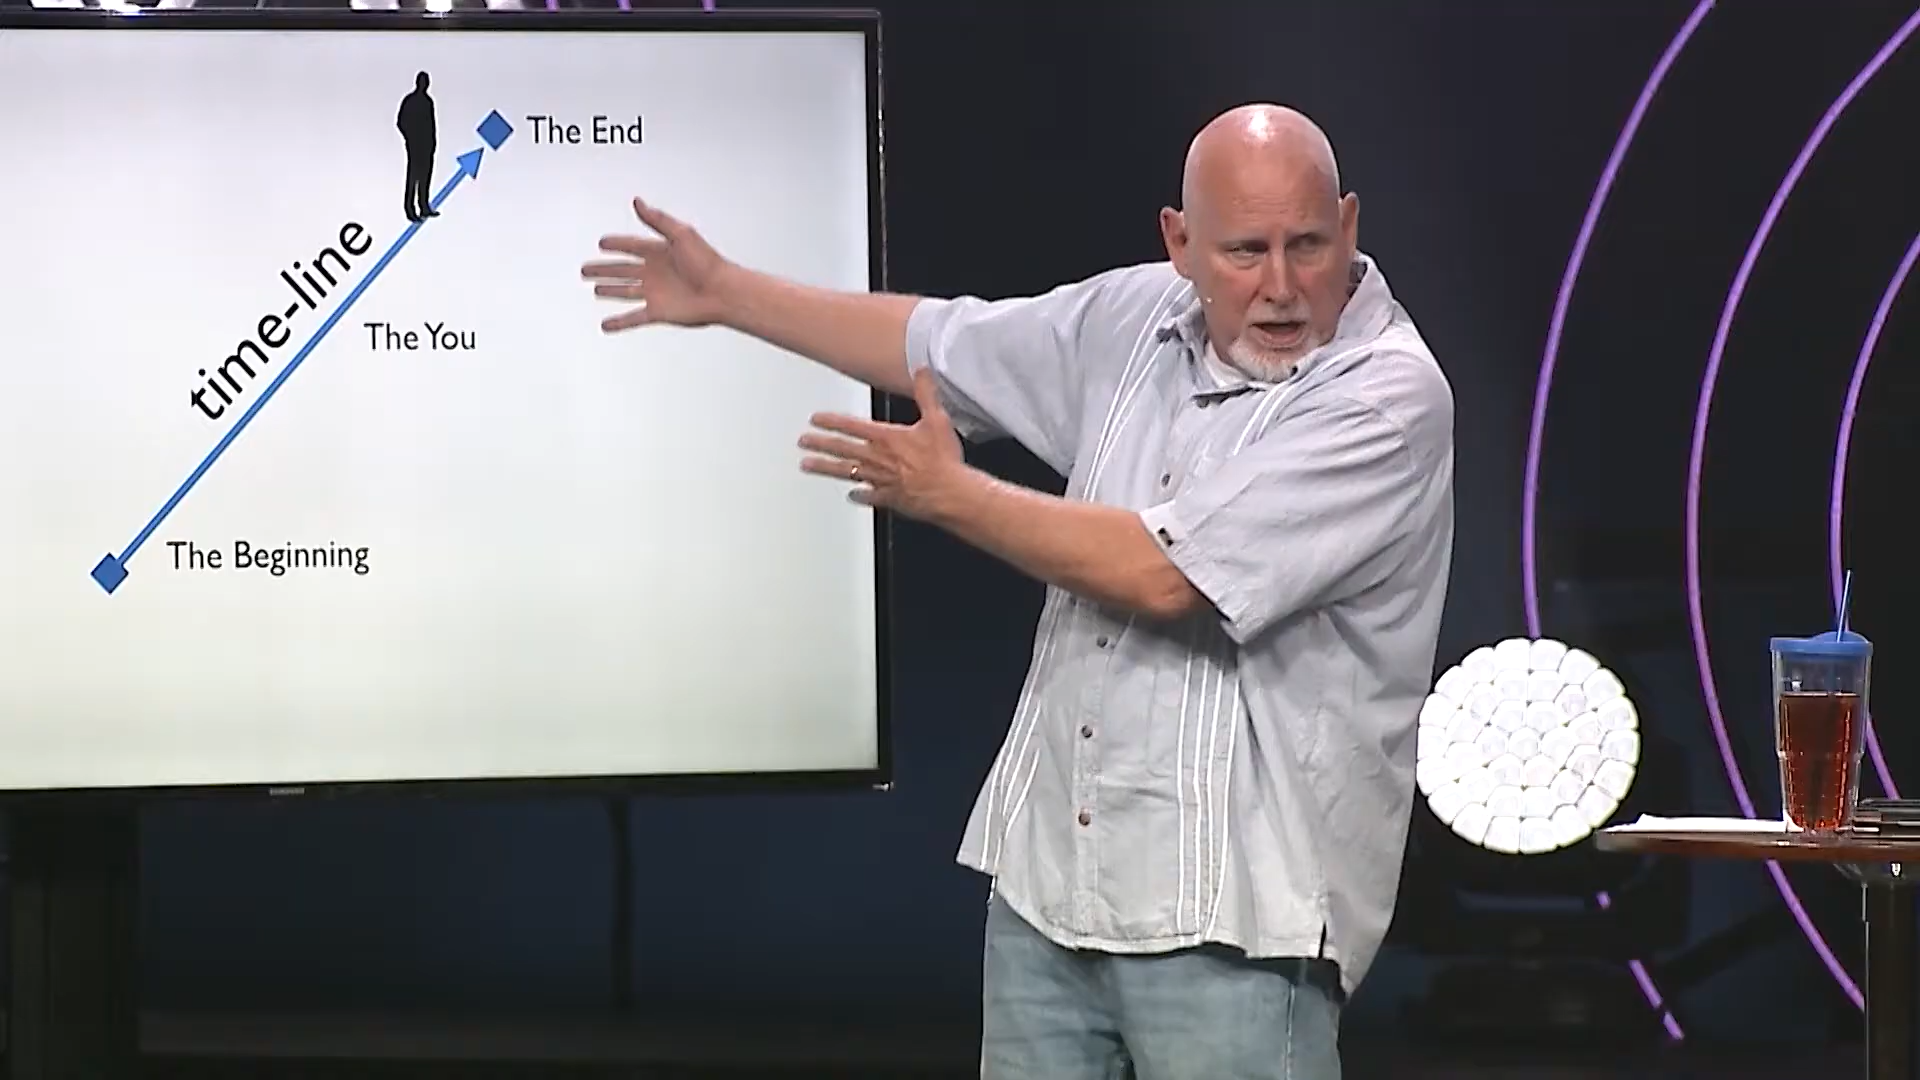 The End
time-line
The You
The Beginning